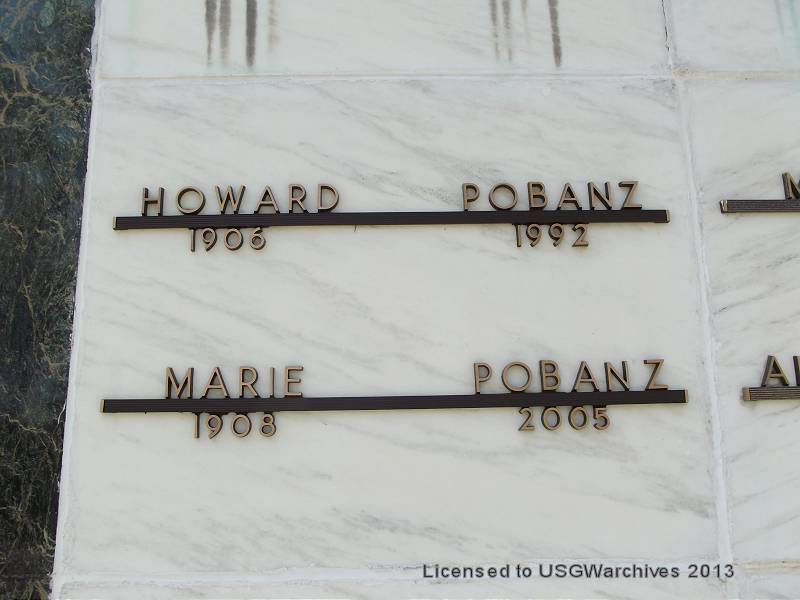 HOWARD POBANZ
1906 1992
MARIE POBANZ
1908 2005
Licensed to USGWarchives 2013